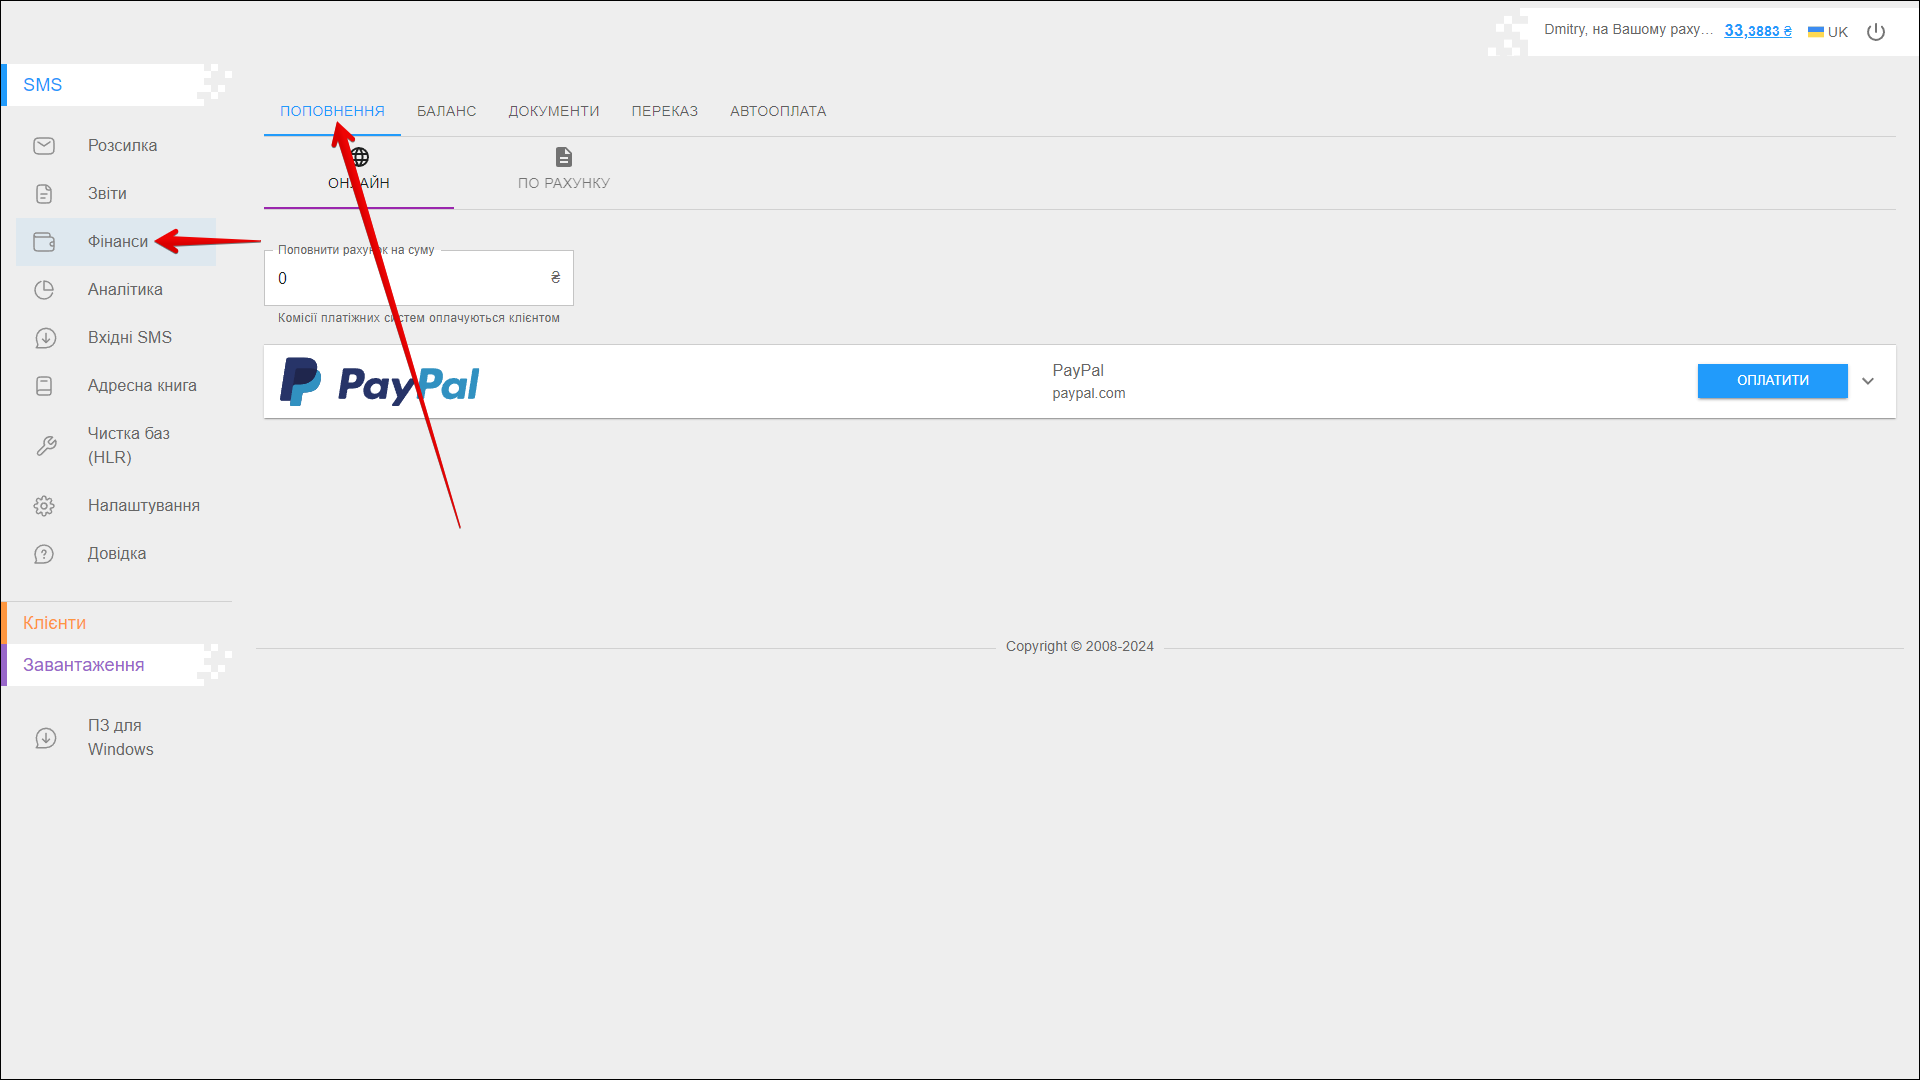 Dmitry, на Вашому раху... 33,3883 ₴ UK
SMS
Розсилка
Звіти
Фінанси
Аналітика
Вхідні SMS
Адресна книга
Чистка баз
(HLR)
Налаштування
Довідка
Клієнти
Завантаження
ПЗ для
Windows
ПОПОВНЕННЯ БАЛАНС ДОКУМЕНТИ ПЕРЕКАЗ АВТООПЛАТА
ОНЛАЙН ПО РАХУНКУ
Поповнити рахунок на суму
0 ₴
Комісії платіжних систем оплачуються клієнтом
PayPal
PayPal
paypal.com
ОПЛАТИТИ
Copyright © 2008-2024